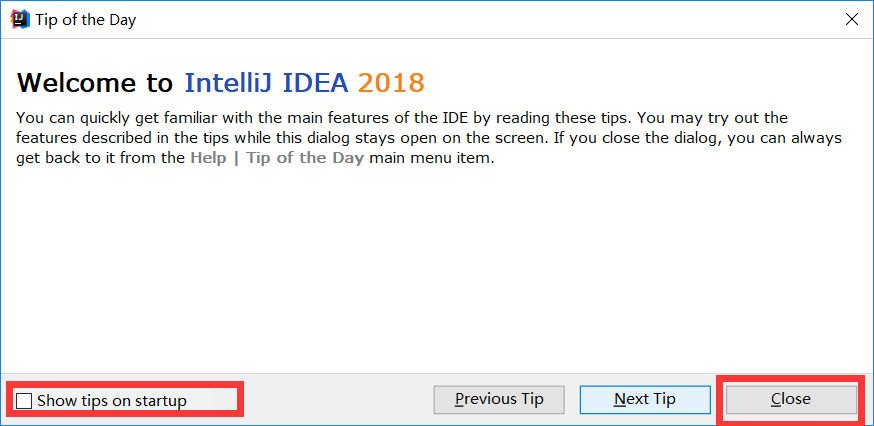 IJ
Tip of the Day
Welcome to IntelliJ IDEA 2018
You can quickly get familiar with the main features of the IDE by reading these tips. You may try out the
features described in the tips while this dialog stays open on the screen. If you close the dialog, you can always
get back to it from the Help | Tip of the Day main menu item.
Show tips on startup
Previous Tip
Next Tip
Close